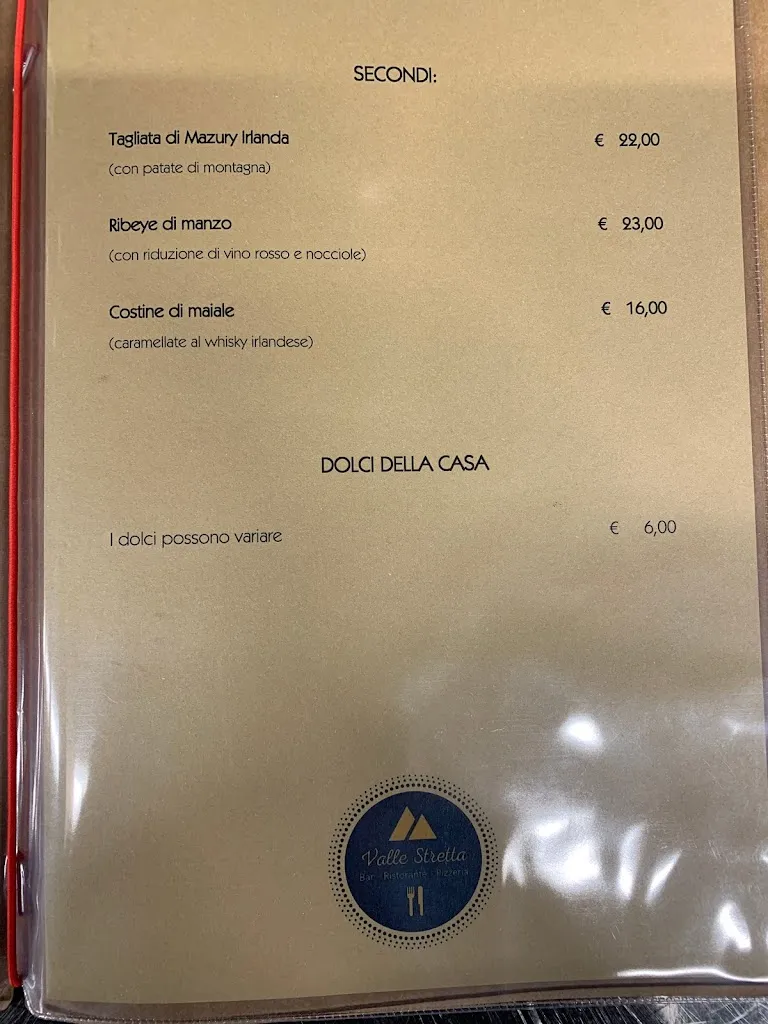 SECONDI:
Tagliata di Mazury Irlanda € 22,00
(con patate di montagna)
Ribeye di manzo € 23,00
(con riduzione di vino rosso e nocciole)
Costine di maiale € 16,00
(caramellate al whisky irlandese)
DOLCI DELLA CASA
I dolci possono variare € 6,00
Valle Stretta
Bar Ristorante Pizzeria